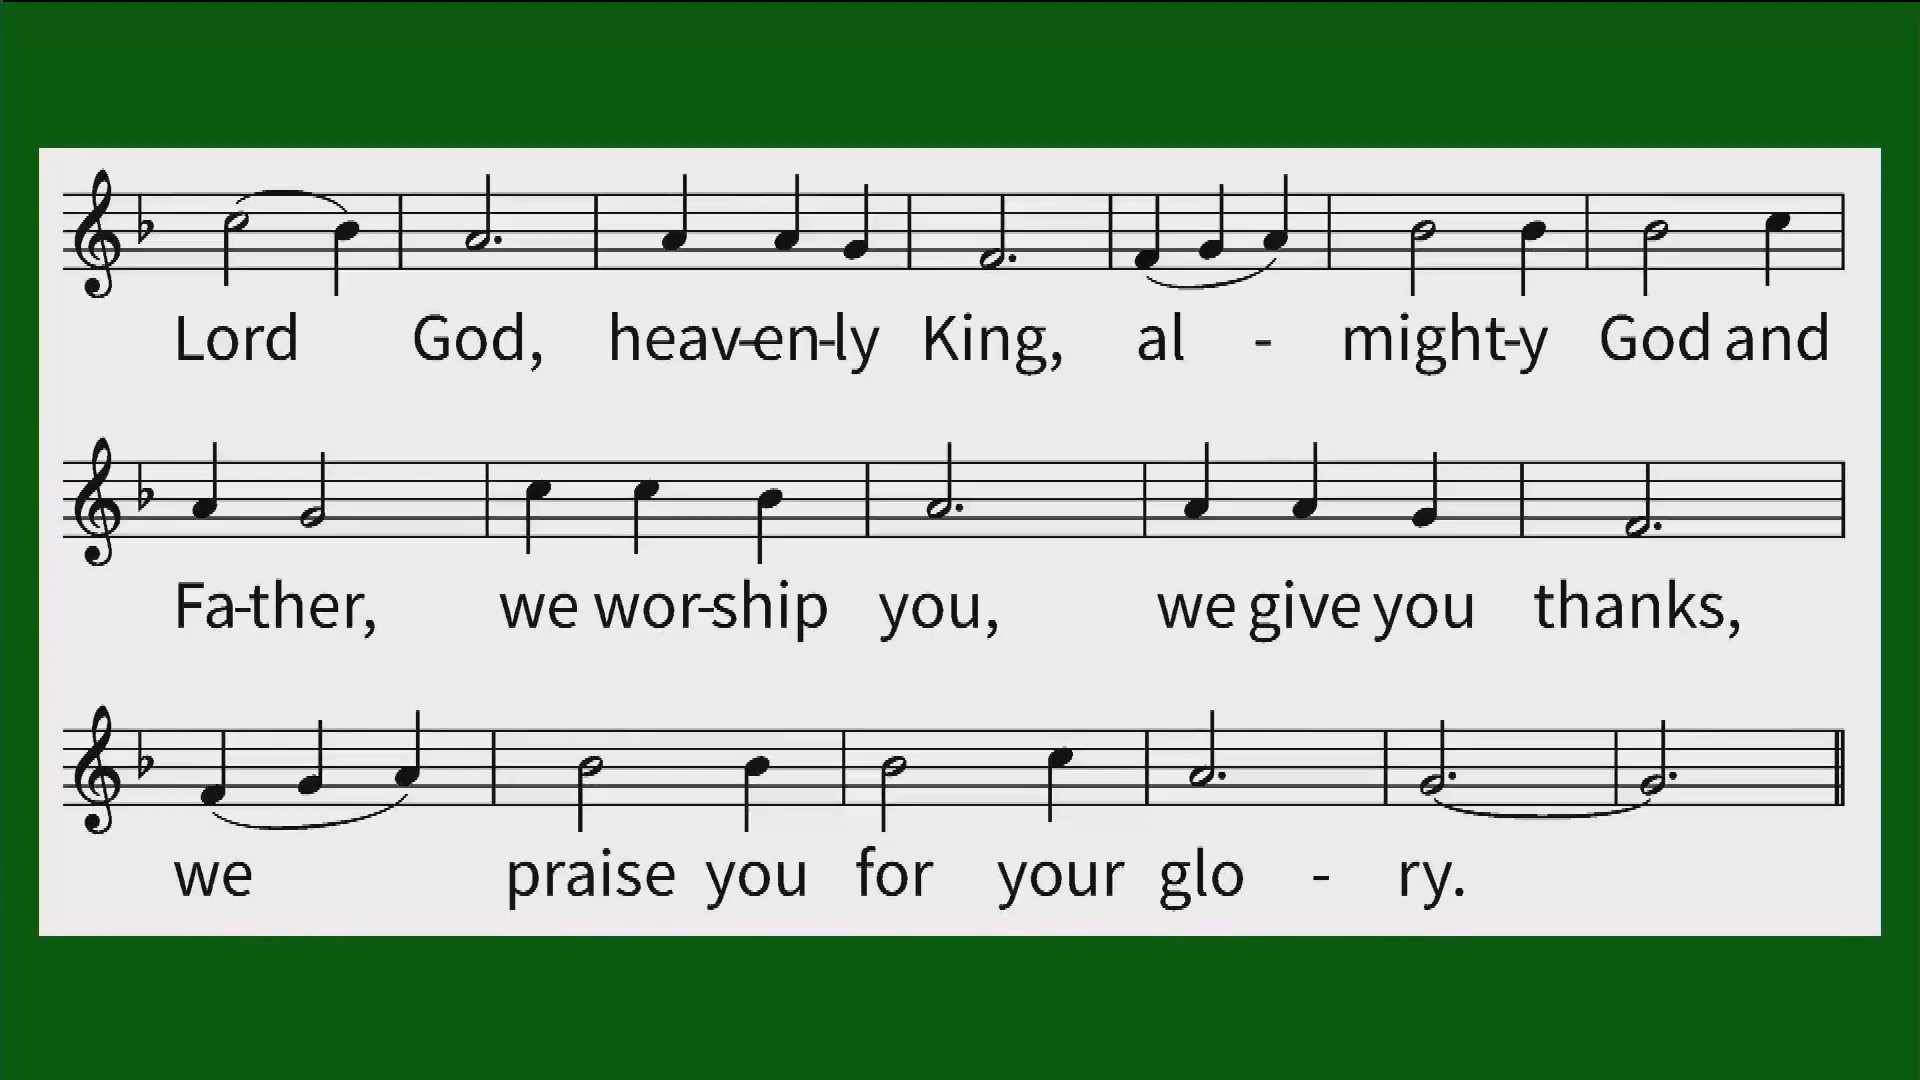 Lord God, heav-en-ly King, al - might-y God and
Fa-ther, we wor-ship you, we give you thanks,
we praise you for your glo - ry.